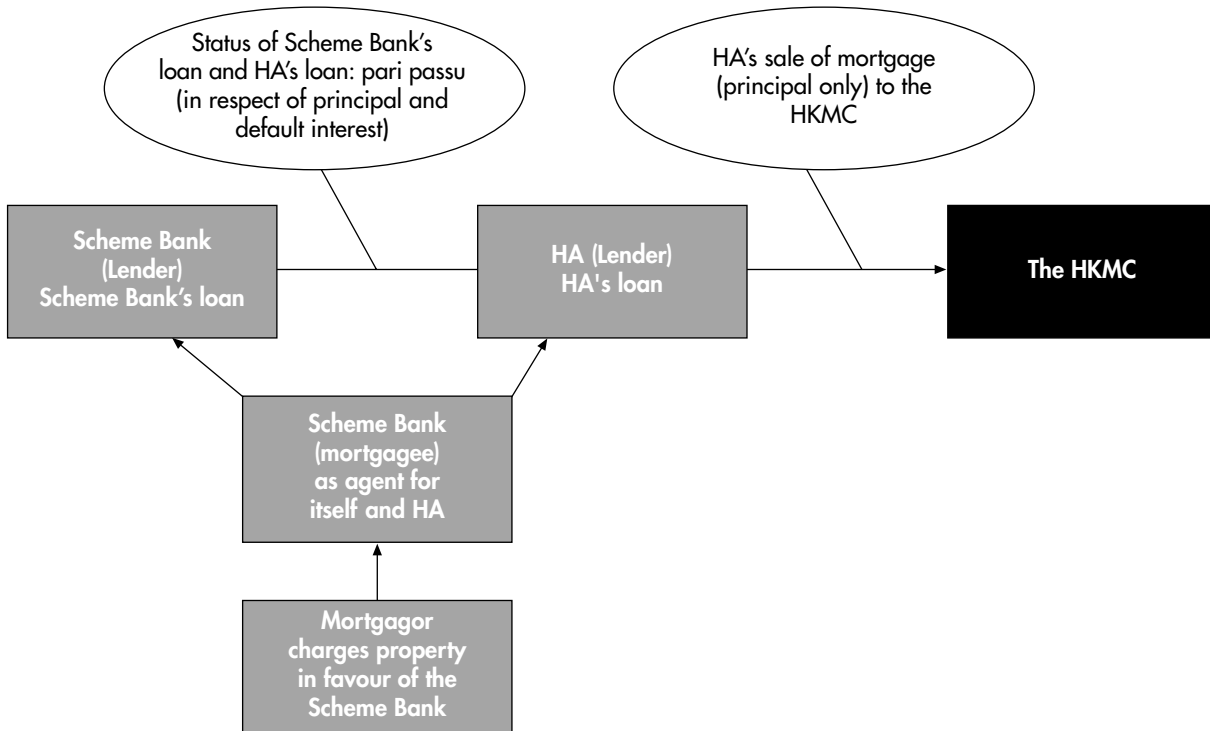 Status of Scheme Bank’s
loan and HA’s loan: pari passu
(in respect of principal and
default interest)
HA’s sale of mortgage
(principal only) to the
HKMC
Scheme Bank
(Lender)
Scheme Bank’s loan
HA (Lender)
HA's loan
The HKMC
Scheme Bank
(mortgagee)
as agent for
itself and HA
Mortgagor
charges property
in favour of the
Scheme Bank